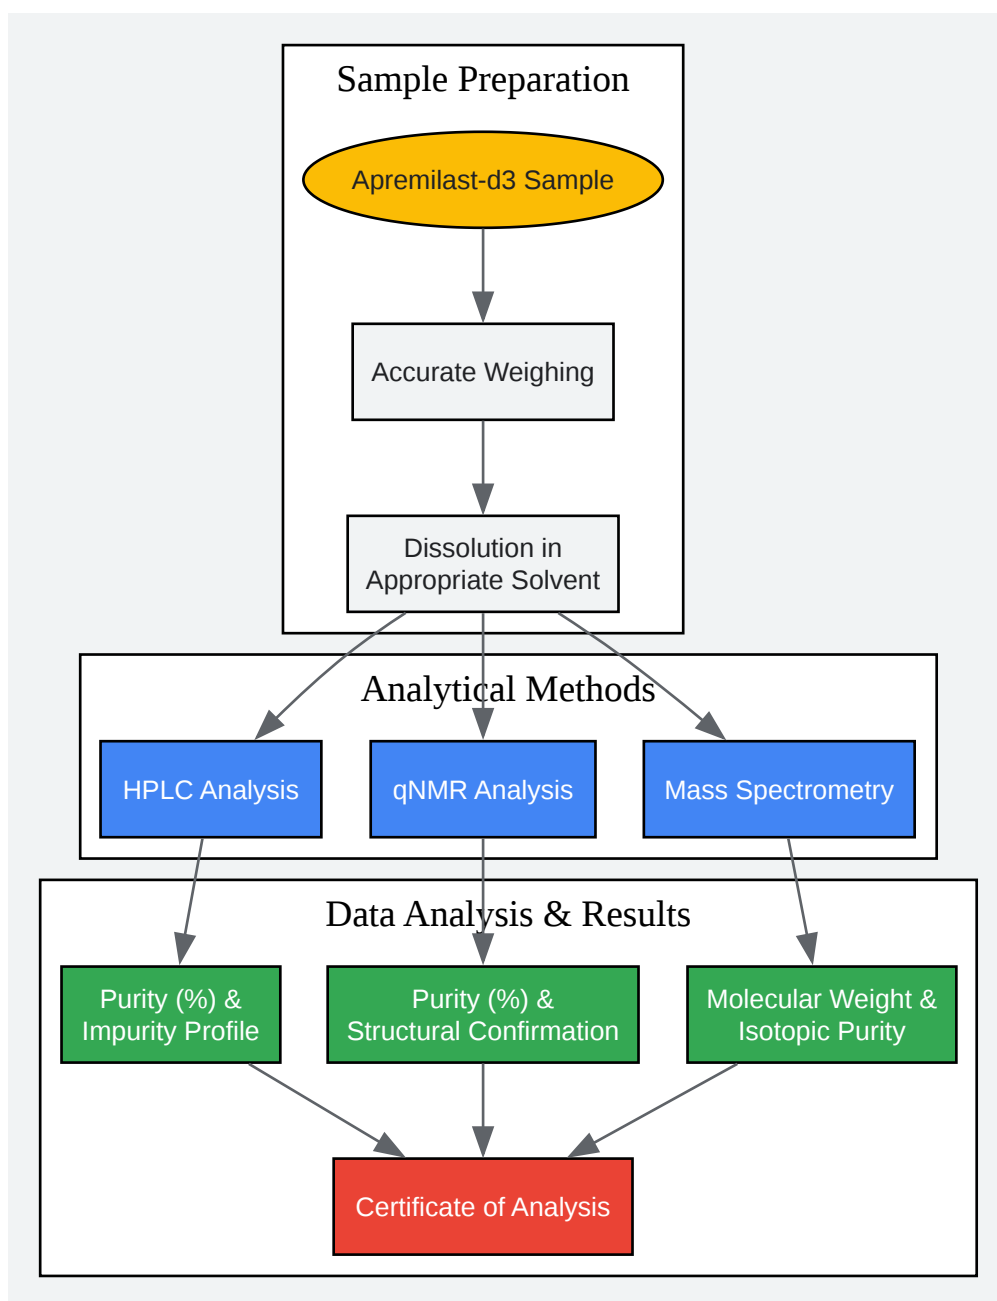 Sample Preparation
Apremilast-d3 Sample
Accurate Weighing
Dissolution in
Appropriate Solvent
Analytical Methods
HPLC Analysis
qNMR Analysis
Mass Spectrometry
Data Analysis & Results
Purity (%) &
Impurity Profile
Purity (%) &
Structural Confirmation
Molecular Weight &
Isotopic Purity
Certificate of Analysis